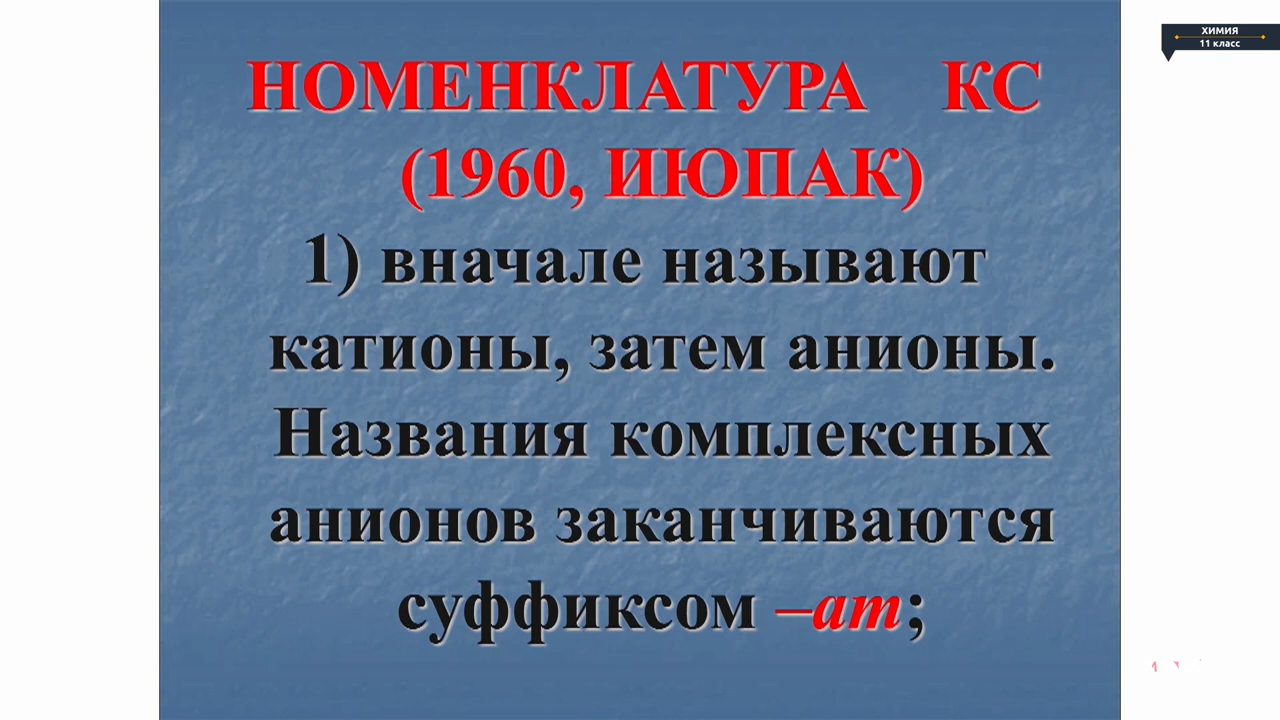 ХИМИЯ
11 класс
НОМЕНКЛАТУРА КС
(1960, ИЮПАК)
1) вначале называют
катионы, затем анионы.
Названия комплексных
анионов заканчиваются
суффиксом –ат;